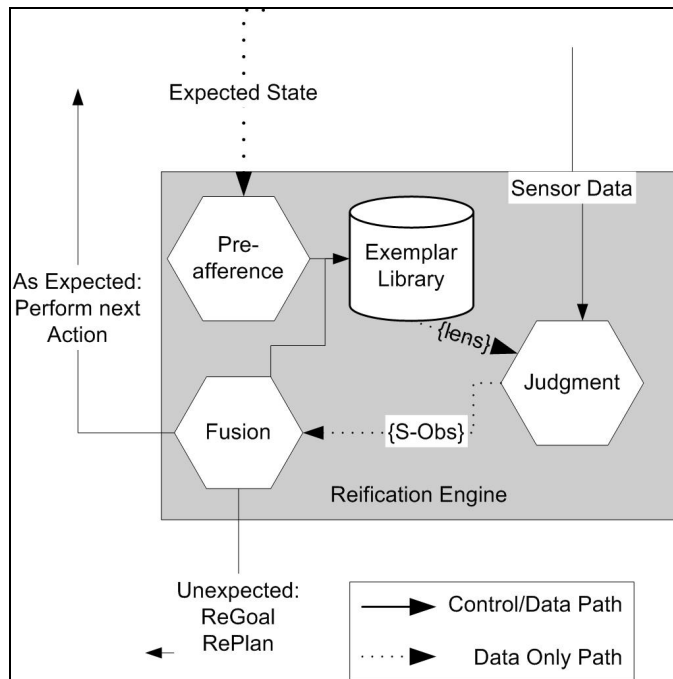 Expected State
Sensor Data
Pre-
afference
Exemplar
Library
As Expected:
Perform next
Action
{lens}
Judgment
Fusion
{S-Obs}
Reification Engine
Unexpected:
ReGoal
RePlan
Control/Data Path
Data Only Path